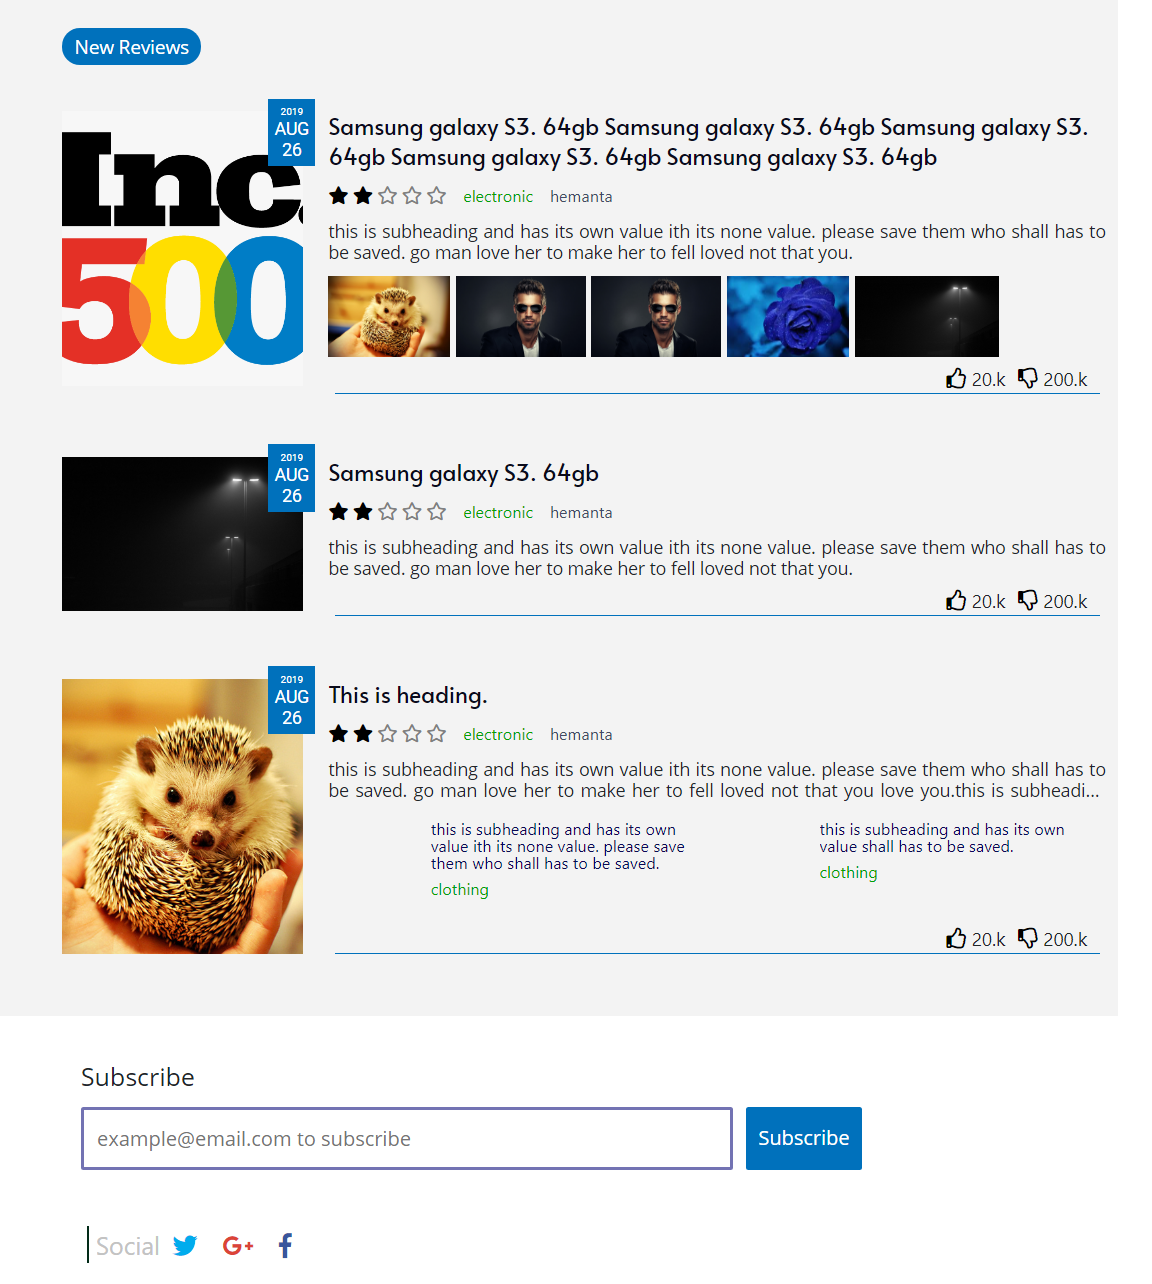 New Reviews
Inc.
500
2019
AUG
26
Samsung galaxy S3. 64gb Samsung galaxy S3. 64gb Samsung galaxy S3.
64gb Samsung galaxy S3. 64gb Samsung galaxy S3. 64gb
electronic hemanta
this is subheading and has its own value ith its none value. please save them who shall has to
be saved. go man love her to make her to fell loved not that you.
20.k 200.k
2019
AUG
26
Samsung galaxy S3. 64gb
electronic hemanta
this is subheading and has its own value ith its none value. please save them who shall has to
be saved. go man love her to make her to fell loved not that you.
20.k 200.k
2019
AUG
26
This is heading.
electronic hemanta
this is subheading and has its own value ith its none value. please save them who shall has to
be saved. go man love her to make her to fell loved not that you love you.this is subheadi...
this is subheading and has its own
value ith its none value. please save
them who shall has to be saved.
clothing
this is subheading and has its own
value shall has to be saved.
clothing
20.k 200.k
Subscribe
example@email.com to subscribe
Subscribe
Social